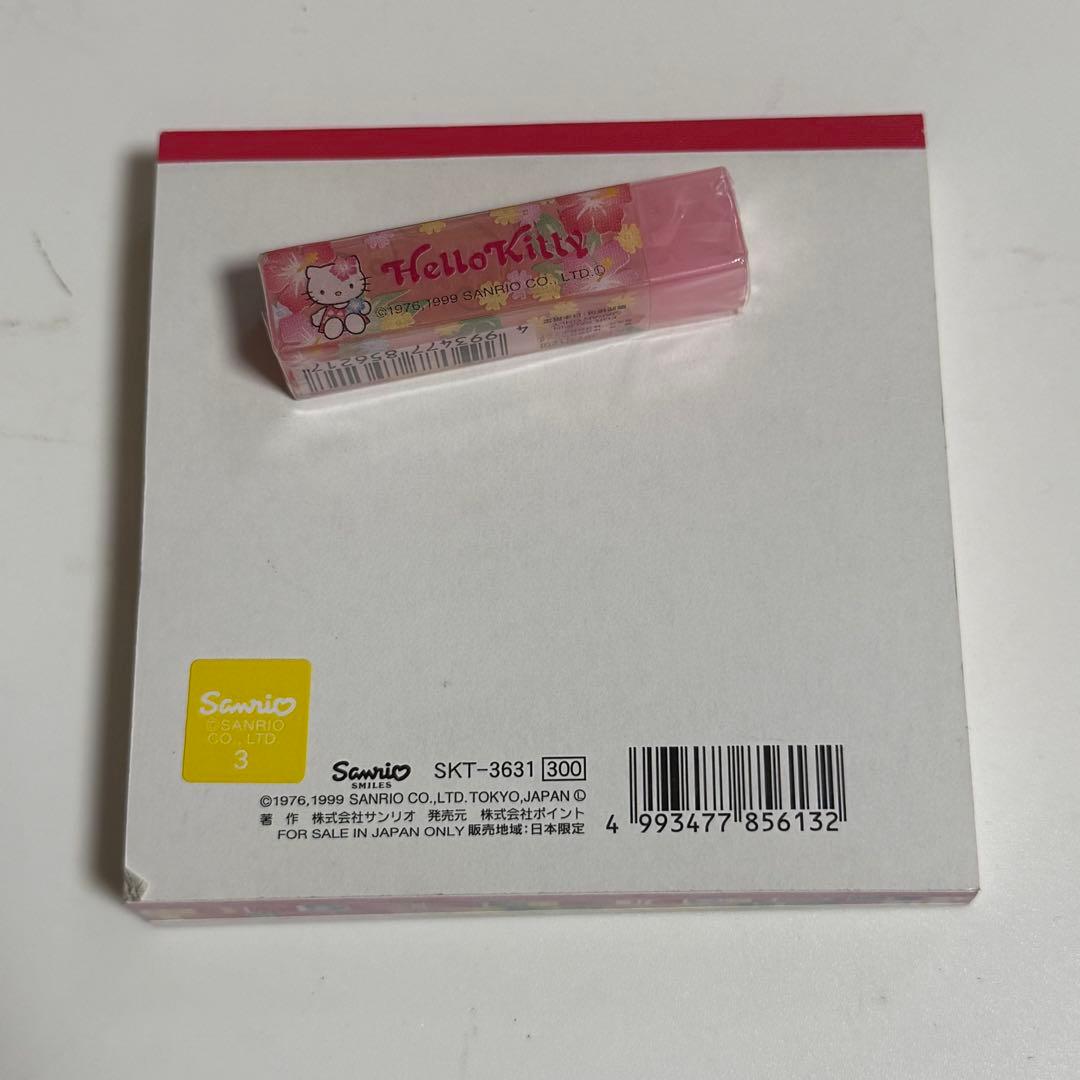 Hello Kitty
©1976,1999 SANRIO CO., LTD.Ⓛ
4 993477 856217
Sanrio
©SANRIO
CO., LTD.
3
Sanrio SKT-3631 300
SMILES
©1976,1999 SANRIO CO.,LTD.TOKYO,JAPAN Ⓛ
著 作 株式会社サンリオ 発売元 株式会社ポイント
FOR SALE IN JAPAN ONLY 販売地域:日本限定
4 993477 856132